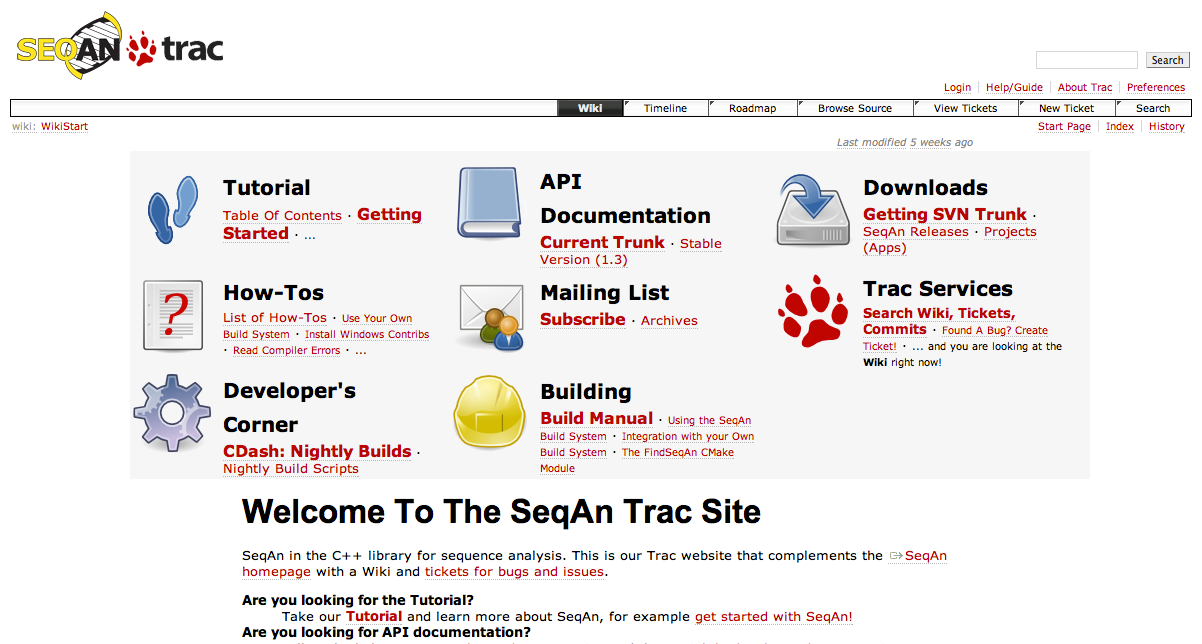 SEQAN trac
Search
Login Help/Guide About Trac Preferences
Wiki Timeline Roadmap Browse Source View Tickets New Ticket Search
wiki: WikiStart
Start Page Index History
Last modified 5 weeks ago
Tutorial
Table Of Contents · Getting
Started · ...
API
Documentation
Current Trunk · Stable
Version (1.3)
Downloads
Getting SVN Trunk ·
SeqAn Releases · Projects
(Apps)
?
How-Tos
List of How-Tos · Use Your Own
Build System · Install Windows Contribs
· Read Compiler Errors · ...
Mailing List
Subscribe · Archives
Trac Services
Search Wiki, Tickets,
Commits · Found A Bug? Create
Ticket! · ... and you are looking at the
Wiki right now!
Developer's
Corner
CDash: Nightly Builds ·
Nightly Build Scripts
Building
Build Manual · Using the SeqAn
Build System · Integration with your Own
Build System · The FindSeqAn CMake
Module
Welcome To The SeqAn Trac Site
SeqAn in the C++ library for sequence analysis. This is our Trac website that complements the SeqAn
homepage with a Wiki and tickets for bugs and issues.
Are you looking for the Tutorial?
Take our Tutorial and learn more about SeqAn, for example get started with SeqAn!
Are you looking for API documentation?